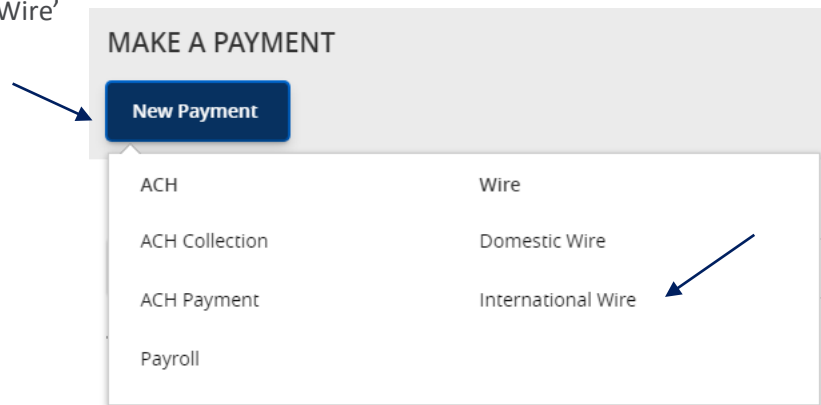 Wire’
MAKE A PAYMENT
New Payment
ACH
Wire
ACH Collection
Domestic Wire
ACH Payment
International Wire
Payroll